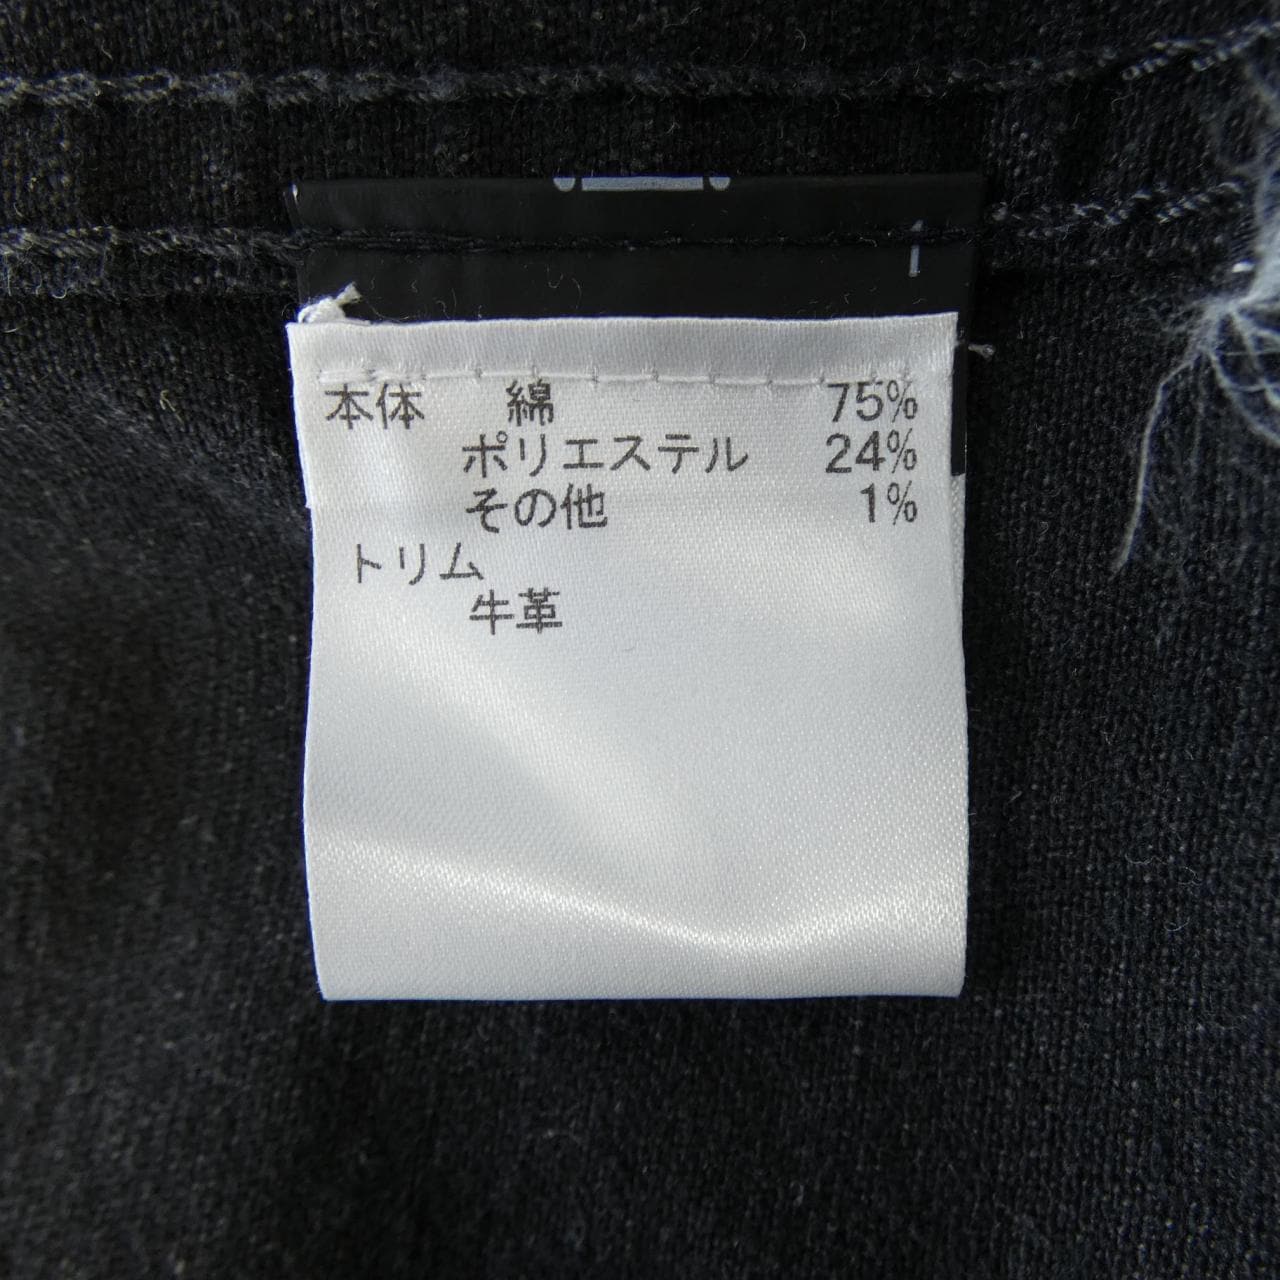 1
本体 綿 75%
ポリエステル 24%
その他 1%
トリム
牛革